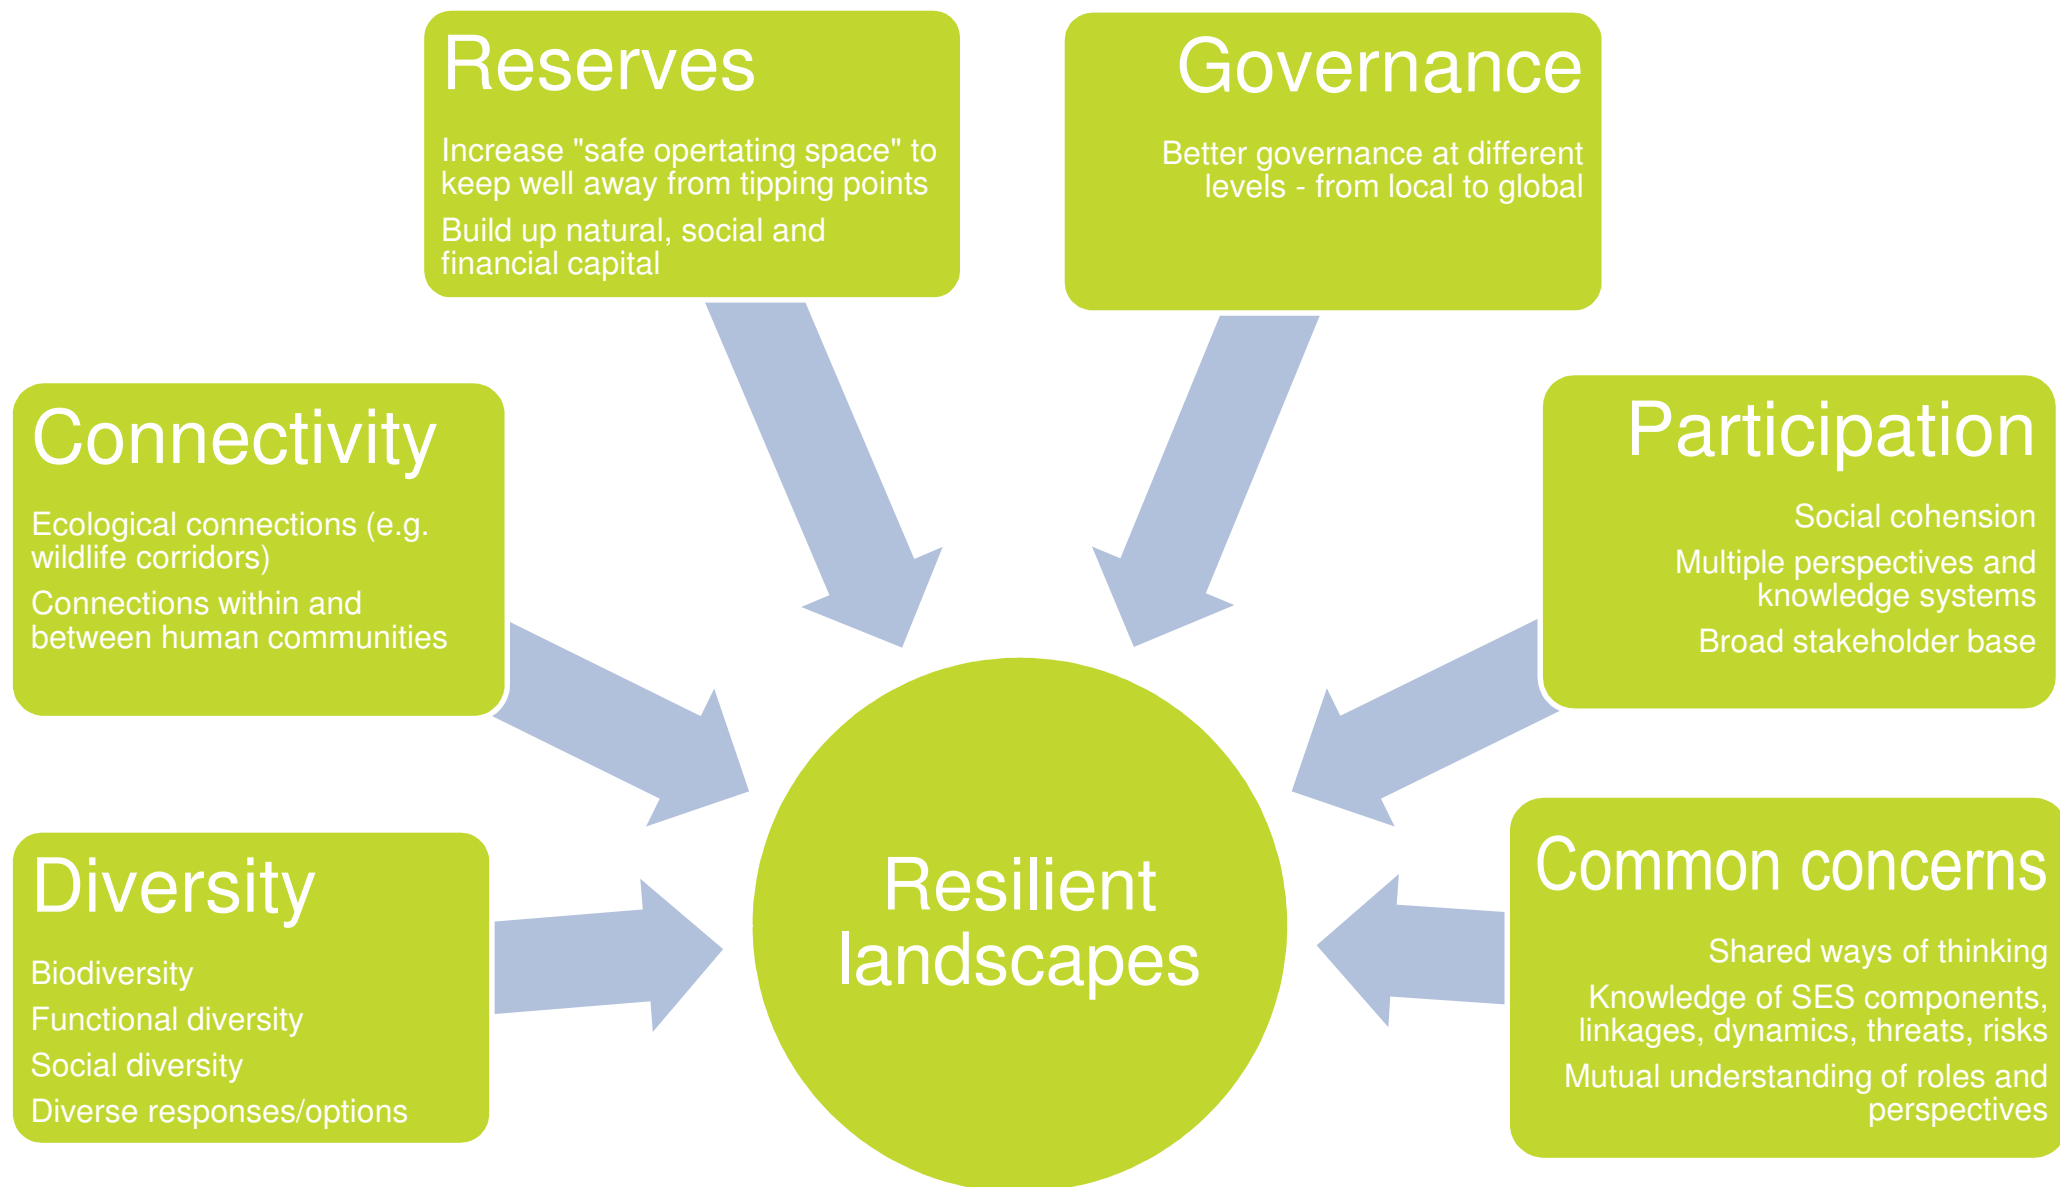 Reserves
Increase "safe opertating space" to
keep well away from tipping points
Build up natural, social and
financial capital
Governance
Better governance at different
levels - from local to global
Connectivity
Ecological connections (e.g.
wildlife corridors)
Connections within and
between human communities
Participation
Social cohension
Multiple perspectives and
knowledge systems
Broad stakeholder base
Diversity
Biodiversity
Functional diversity
Social diversity
Diverse responses/options
Resilient
landscapes
Common concerns
Shared ways of thinking
Knowledge of SES components,
linkages, dynamics, threats, risks
Mutual understanding of roles and
perspectives